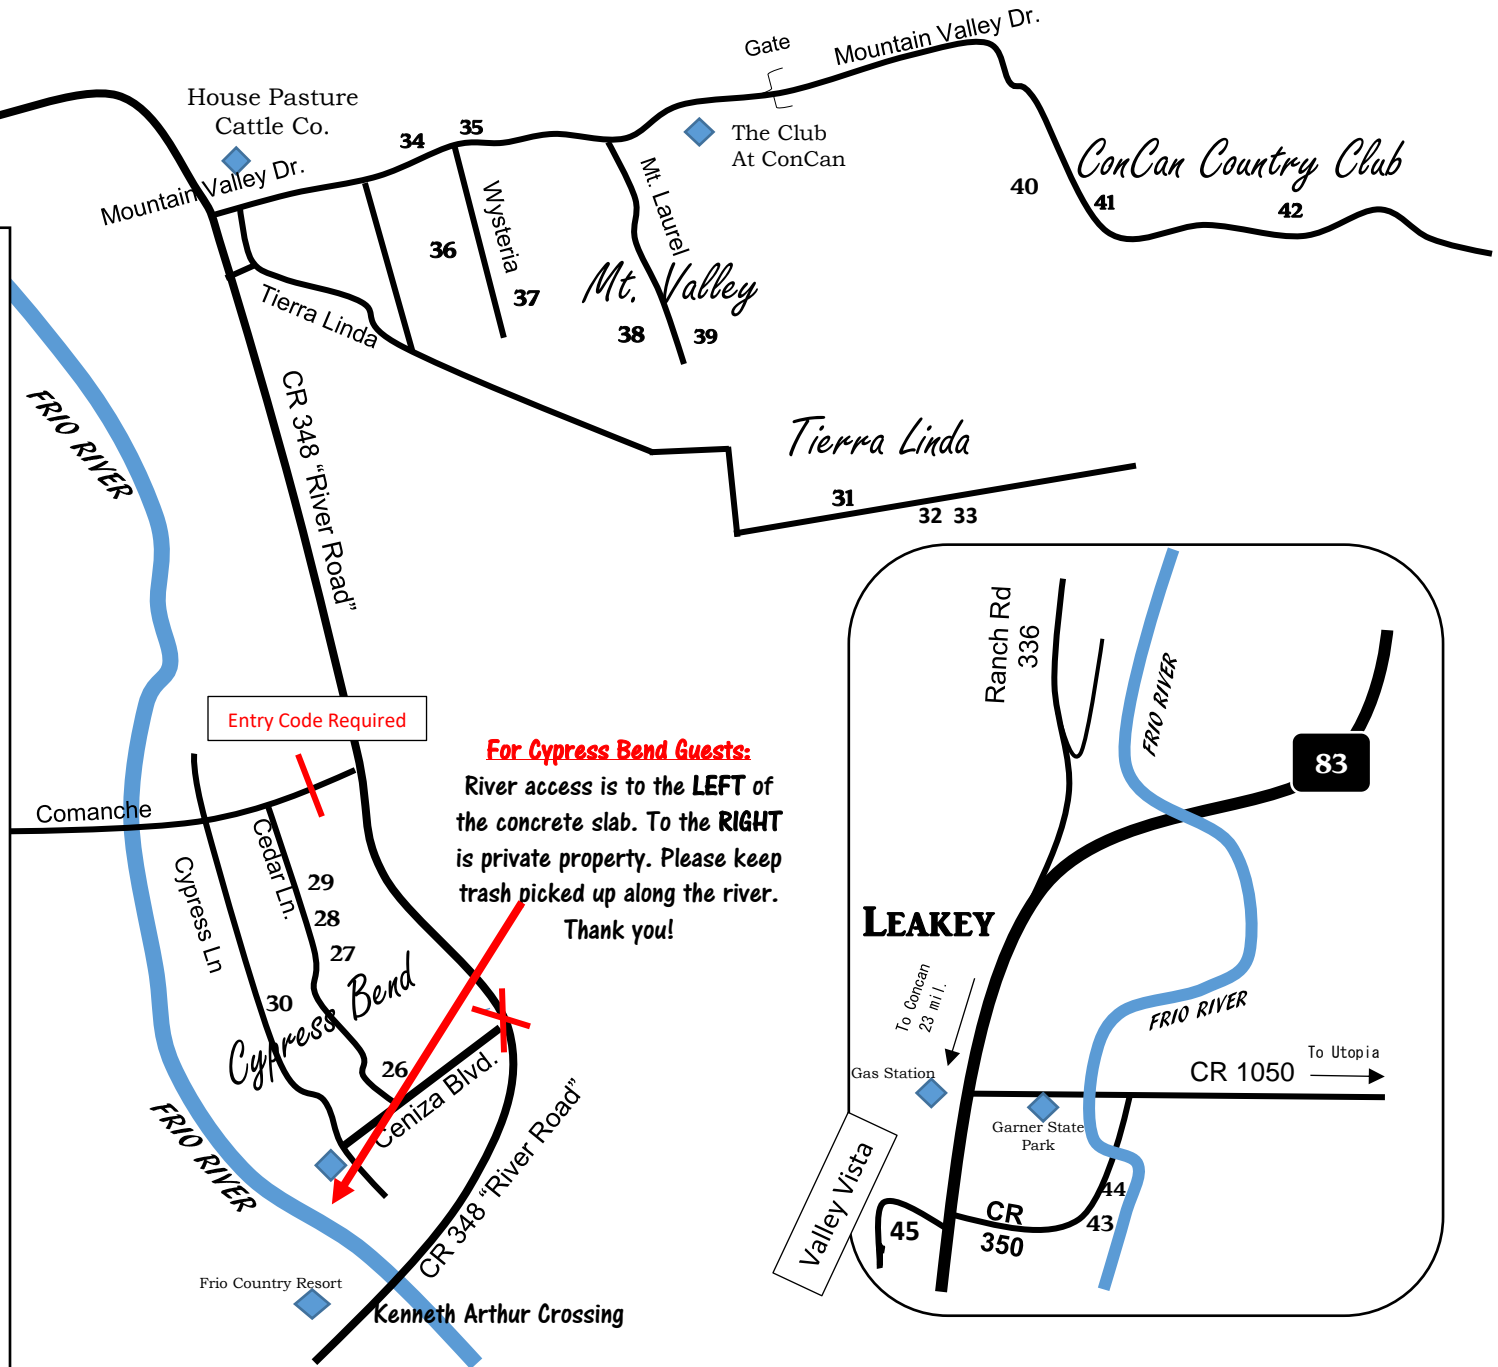 Mountain Valley Dr.
Gate
House Pasture
Cattle Co.
34
35
The Club
At ConCan
Mountain Valley Dr.
Mt. Laurel
ConCan Country Club
40
41
42
Wysteria
36
37
Mt. Valley
38
39
Tierra Linda
FRIO RIVER
CR 348 “River Road”
Tierra Linda
31
32 33
Entry Code Required
For Cypress Bend Guests:
River access is to the LEFT of
the concrete slab. To the RIGHT
is private property. Please keep
trash picked up along the river.
Thank you!
Comanche
Cypress Ln
Cedar Ln.
29
28
27
30
Cypress Bend
26
Ceniza Blvd.
FRIO RIVER
CR 348 “River Road”
Frio Country Resort
Kenneth Arthur Crossing
Ranch Rd
336
FRIO RIVER
83
LEAKEY
To Concan
23 mil.
FRIO RIVER
Gas Station
CR 1050
To Utopia
Garner State
Park
Valley Vista
44
43
45
CR
350